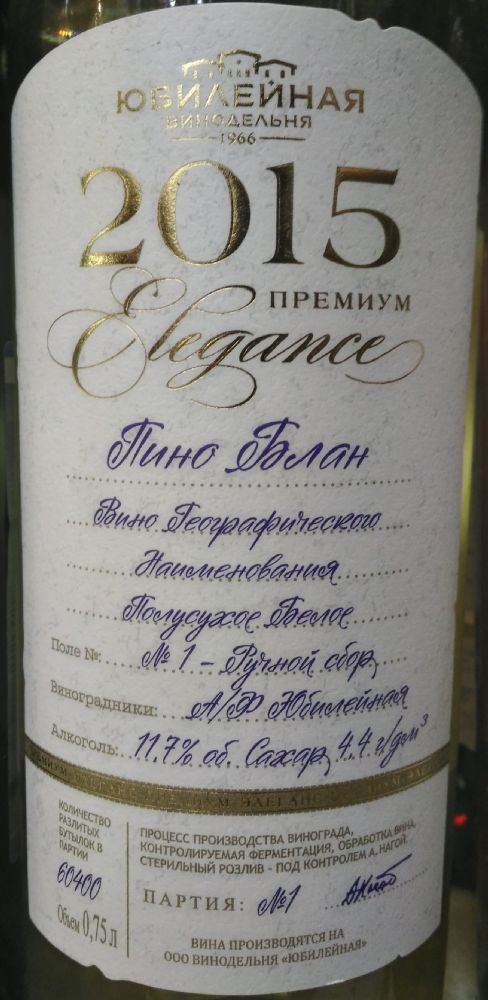 ЮБИЛЕЙНАЯ
ВИНОДЕЛЬНЯ
1966
2015
ПРЕМИУМ
Elegance
Пино Блан
Вино Географического
Наименования
Полусухое Белое
Поле №: №1 – Ручной сбор,
Виноградники: А/Ф Юбилейная
Алкоголь: 11.7% об. Сахар, 4.4 г/дм³
КОЛИЧЕСТВО
РАЗЛИТЫХ
БУТЫЛОК В
ПАРТИИ
60400
Объем 0,75 Л
ПРОЦЕСС ПРОИЗВОДСТВА ВИНОГРАДА,
КОНТРОЛИРУЕМАЯ ФЕРМЕНТАЦИЯ, ОБРАБОТКА ВИНА,
СТЕРИЛЬНЫЙ РОЗЛИВ - ПОД КОНТРОЛЕМ А. НАГОЙ.
ПАРТИЯ: №1
ВИНА ПРОИЗВОДЯТСЯ НА
ООО ВИНОДЕЛЬНЯ «ЮБИЛЕЙНАЯ»